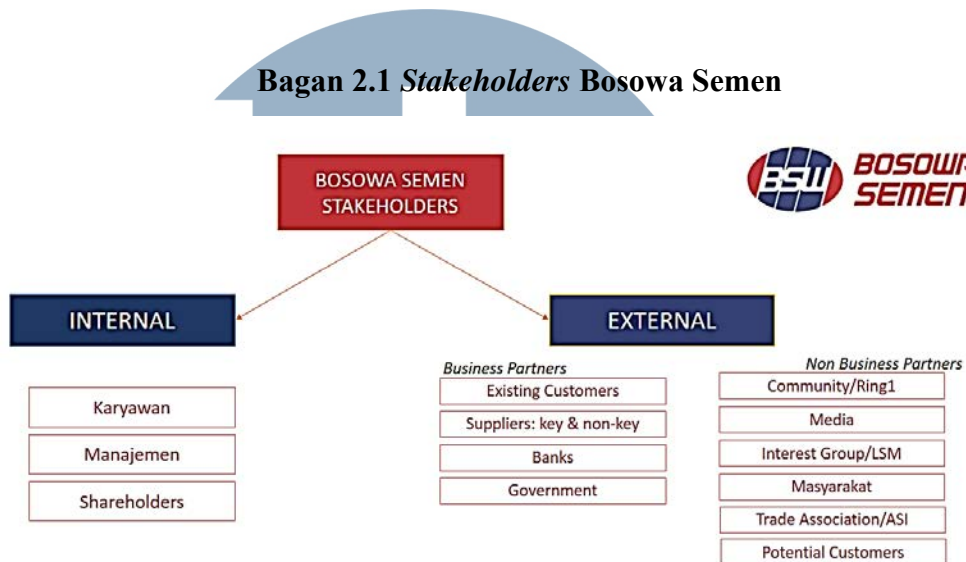 Bagan 2.1 Stakeholders Bosowa Semen
BOSOWA SEMEN
STAKEHOLDERS
BSW
BOSOWA
SEMEN
INTERNAL
EXTERNAL
Karyawan
Manajemen
Shareholders
Business Partners
Existing Customers
Suppliers: key & non-key
Banks
Government
Non Business Partners
Community/Ring1
Media
Interest Group/LSM
Masyarakat
Trade Association/ASI
Potential Customers